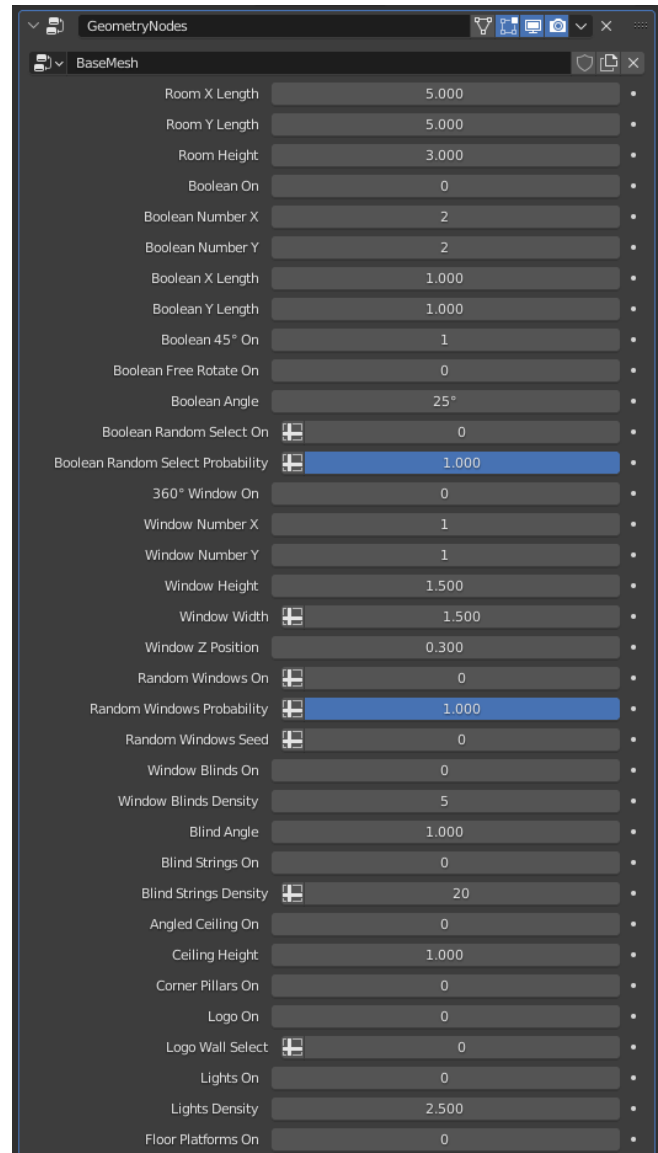 GeometryNodes
BaseMesh
Room X Length 5.000
Room Y Length 5.000
Room Height 3.000
Boolean On 0
Boolean Number X 2
Boolean Number Y 2
Boolean X Length 1.000
Boolean Y Length 1.000
Boolean 45° On 1
Boolean Free Rotate On 0
Boolean Angle 25°
Boolean Random Select On 0
Boolean Random Select Probability 1.000
360° Window On 0
Window Number X 1
Window Number Y 1
Window Height 1.500
Window Width 1.500
Window Z Position 0.300
Random Windows On 0
Random Windows Probability 1.000
Random Windows Seed 0
Window Blinds On 0
Window Blinds Density 5
Blind Angle 1.000
Blind Strings On 0
Blind Strings Density 20
Angled Ceiling On 0
Ceiling Height 1.000
Corner Pillars On 0
Logo On 0
Logo Wall Select 0
Lights On 0
Lights Density 2.500
Floor Platforms On 0